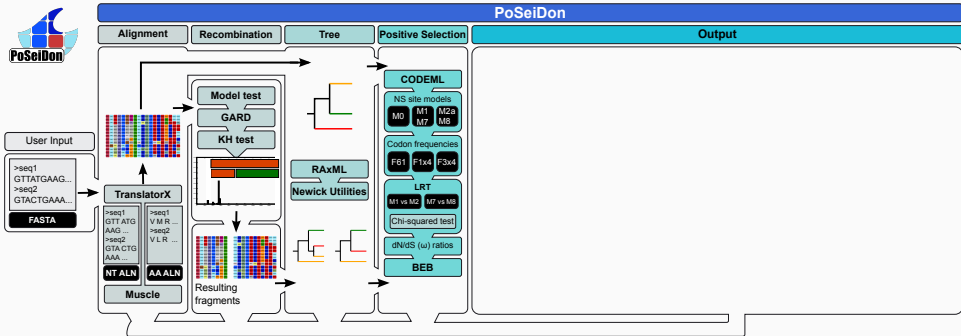 PoSeiDon
PoSeiDon
Alignment
Recombination
Tree
Positive Selection
Output
User Input
>seq1
GTTATGAAG...
>seq2
GTACTGAAA...
FASTA
TranslatorX
>seq1
GTT ATG
AAG ...
>seq2
GTA CTG
AAA ...
NT ALN
>seq1
V M R ...
>seq2
V L R ...
AA ALN
Muscle
Model test
GARD
KH test
Resulting
fragments
RAxML
Newick Utilities
CODEML
NS site models
M0
M1
M7
M2a
M8
Codon frequencies
F61
F1x4
F3x4
LRT
M1 vs M2
M7 vs M8
Chi-squared test
dN/dS (ω) ratios
BEB